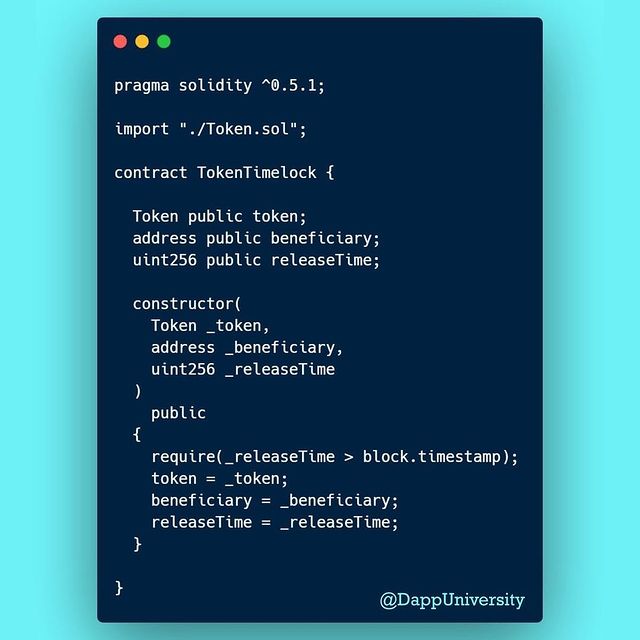 pragma solidity ^0.5.1;
import "./Token.sol";
contract TokenTimelock {
Token public token;
address public beneficiary;
uint256 public releaseTime;
constructor(
Token _token,
address _beneficiary,
uint256 _releaseTime
)
public
{
require(_releaseTime > block.timestamp);
token = _token;
beneficiary = _beneficiary;
releaseTime = _releaseTime;
}
}
@DappUniversity